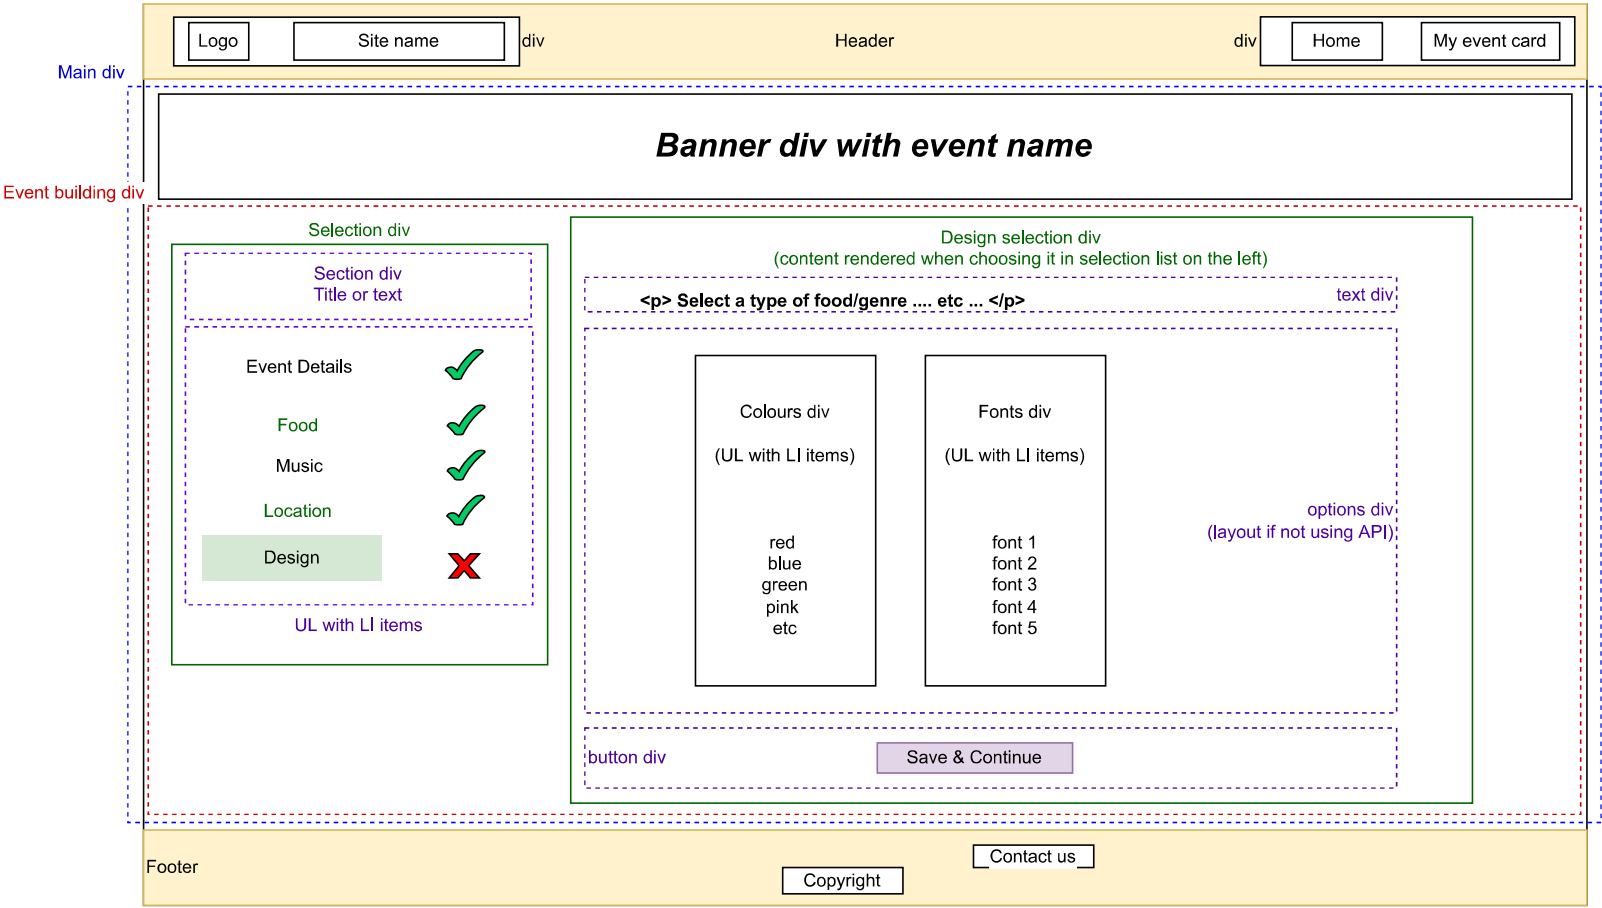 Logo
Site name
div
Header
div
Home
My event card
Main div
Banner div with event name
Event building div
Selection div
Section div
Title or text
Event Details
Food
Music
Location
Design
UL with LI items
Design selection div
(content rendered when choosing it in selection list on the left)
<p> Select a type of food/genre .... etc ... </p>
text div
Colours div
(UL with LI items)
red
blue
green
pink
etc
Fonts div
(UL with LI items)
font 1
font 2
font 3
font 4
font 5
options div
(layout if not using API)
button div
Save & Continue
Footer
Contact us
Copyright